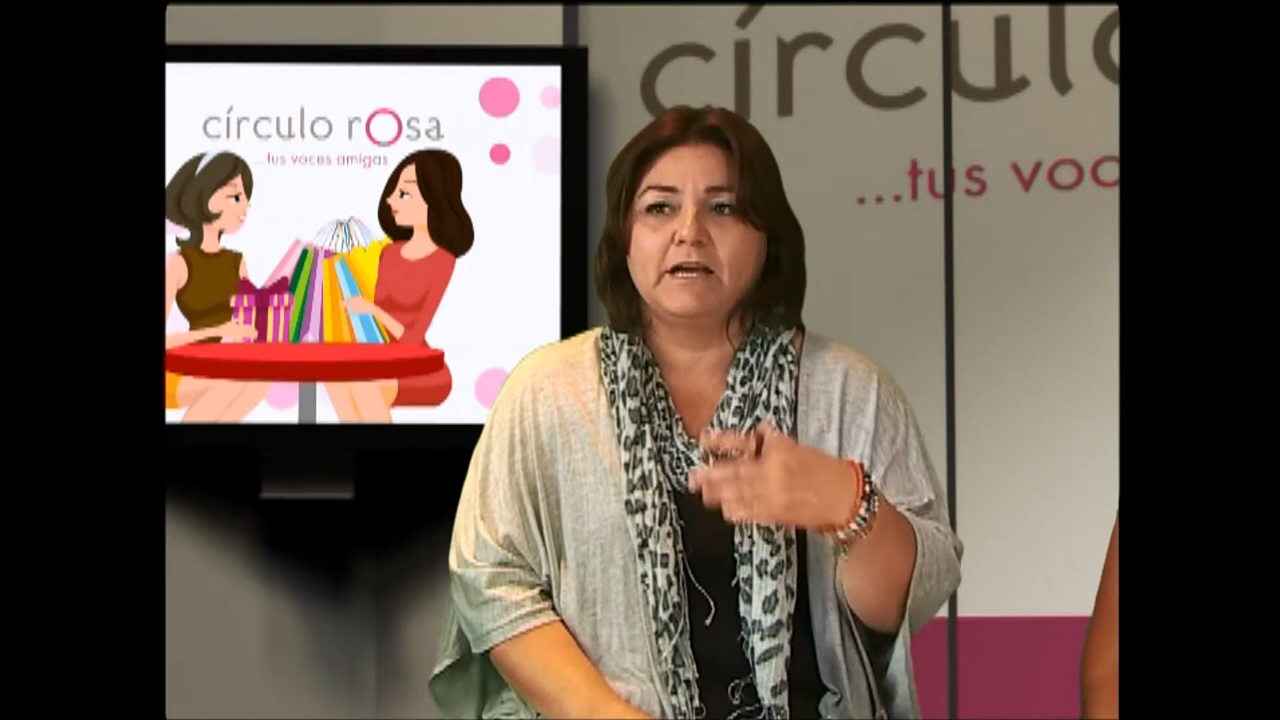 círculo rosa
...tus voces amigas
círculo
...tus voc